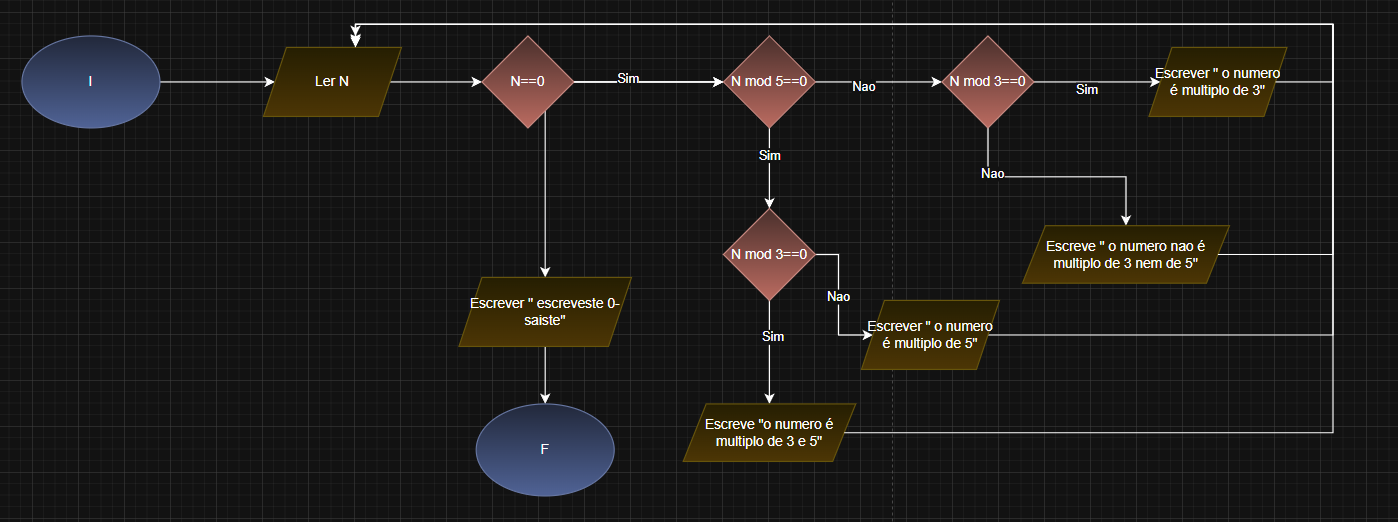 I
Ler N
N==0
Sim
N mod 5==0
Nao
N mod 3==0
Sim
Escrever " o numero
é multiplo de 3"
Sim
Nao
N mod 3==0
Escreve " o numero nao é
multiplo de 3 nem de 5"
Nao
Escrever " escreveste 0-
saiste"
Escrever " o numero
é multiplo de 5"
Sim
Escreve "o numero é
multiplo de 3 e 5"
F